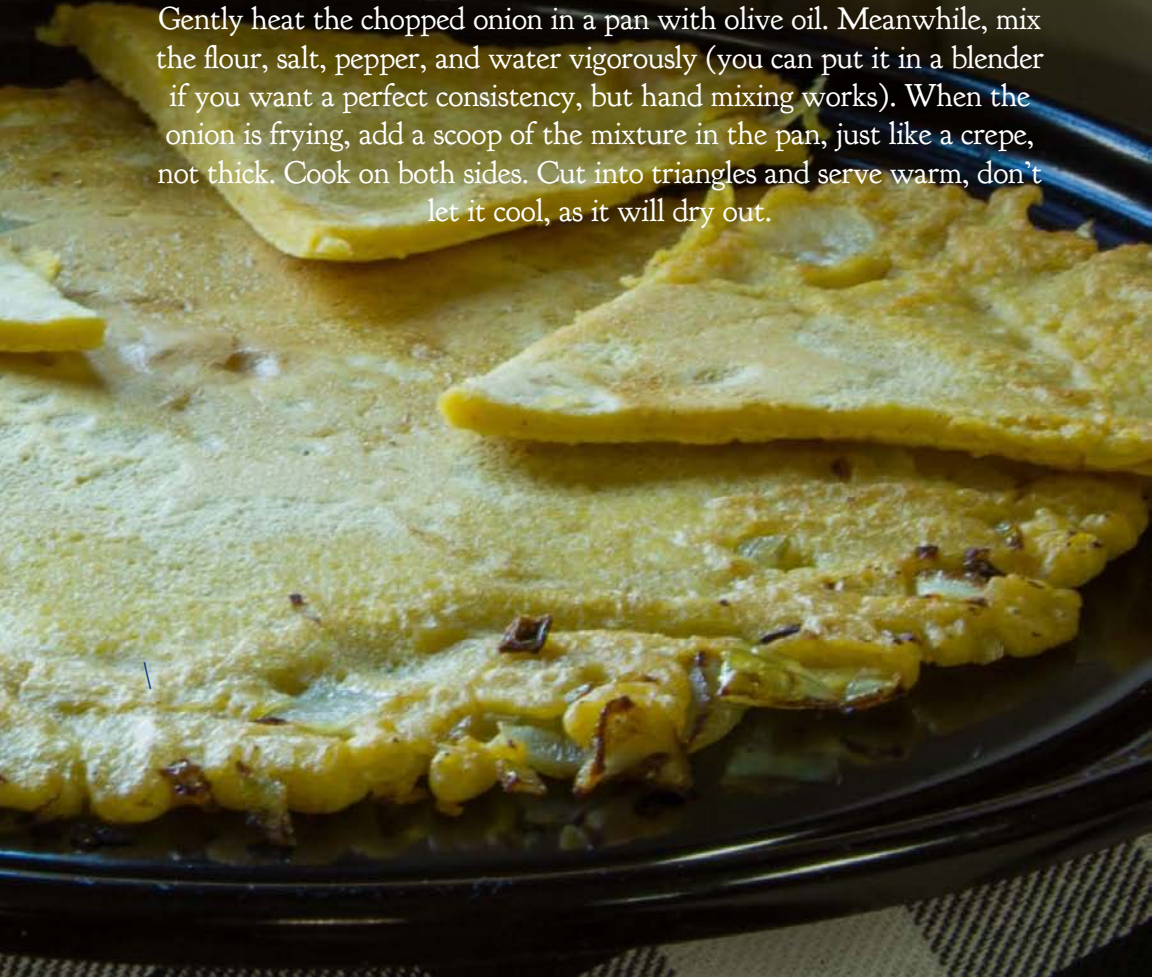 Gently heat the chopped onion in a pan with olive oil. Meanwhile, mix
the flour, salt, pepper, and water vigorously (you can put it in a blender
if you want a perfect consistency, but hand mixing works). When the
onion is frying, add a scoop of the mixture in the pan, just like a crepe,
not thick. Cook on both sides. Cut into triangles and serve warm, don’t
let it cool, as it will dry out.
\